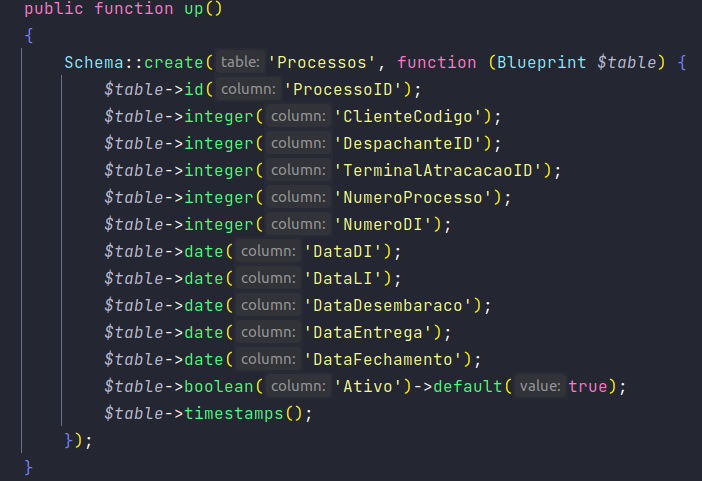 public function up()
{
Schema::create( table: 'Processos', function (Blueprint $table) {
$table->id( column: 'ProcessoID');
$table->integer( column: 'ClienteCodigo');
$table->integer( column: 'DespachanteID');
$table->integer( column: 'TerminalAtracacaoID');
$table->integer( column: 'NumeroProcesso');
$table->integer( column: 'NumeroDI');
$table->date( column: 'DataDI');
$table->date( column: 'DataLI');
$table->date( column: 'DataDesembaraco');
$table->date( column: 'DataEntrega');
$table->date( column: 'DataFechamento');
$table->boolean( column: 'Ativo')->default( value: true);
$table->timestamps();
});
}